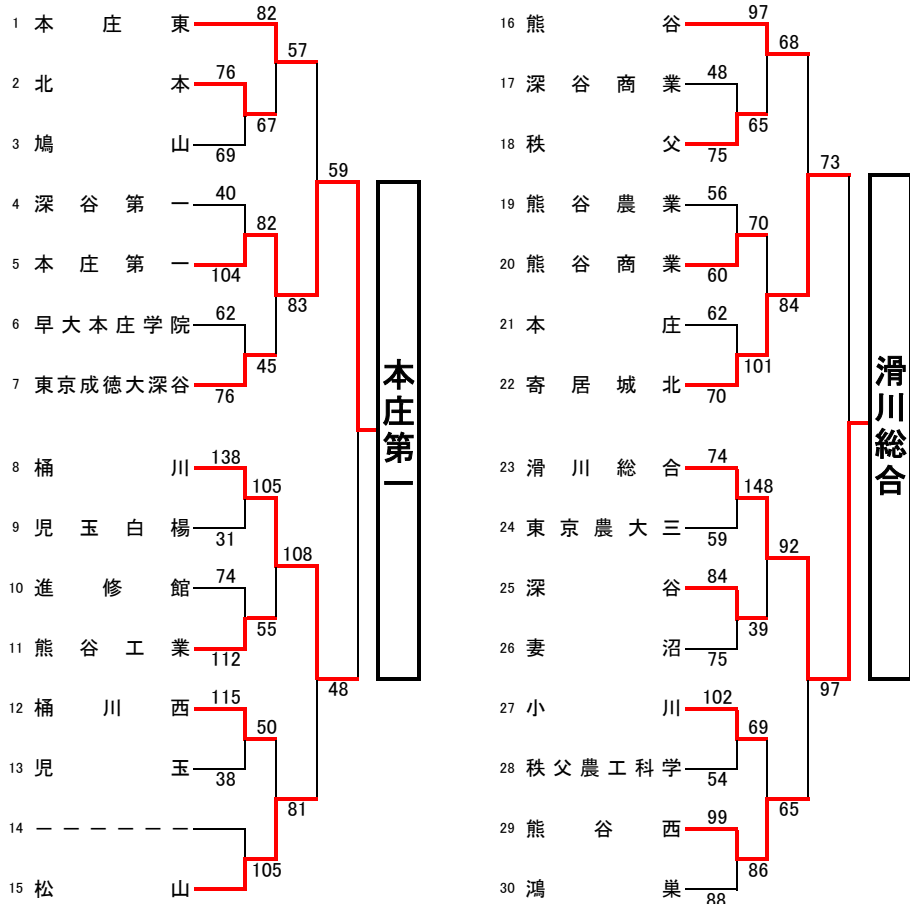 82
1 本庄東
57
76
2 北本
67
3 鳩山
69
59
40
4 深谷第一
82
5 本庄第一
104
83
62
6 早大本庄学院
45
7 東京成徳大深谷
76
本庄第一
138
8 桶川
105
9 児玉白楊
31
108
74
10 進修館
55
11 熊谷工業
112
48
115
12 桶川西
50
13 児玉
38
81
14 ーーーーーー
105
15 松山
97
16 熊谷
68
48
17 深谷商業
65
18 秩父
75
73
56
19 熊谷農業
70
20 熊谷商業
60
84
62
21 本庄
101
22 寄居城北
70
滑川総合
74
23 滑川総合
148
24 東京農大三
59
92
84
25 深谷
39
26 妻沼
75
97
102
27 小川
69
28 秩父農工科学
54
65
99
29 熊谷西
86
30 鴻巣
88